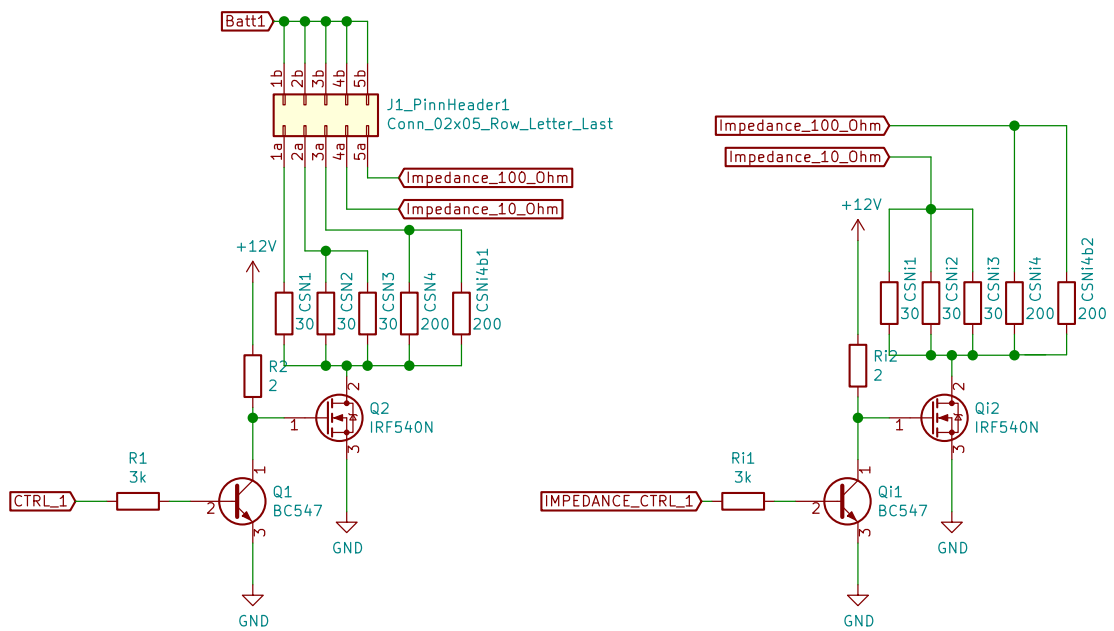 Batt1
1b
2b
3b
4b
5b
J1_PinnHeader1
Conn_02x05_Row_Letter_Last
1a
2a
3a
4a
5a
Impedance_100_Ohm
Impedance_10_Ohm
+12V
CSN1
30
CSN2
30
CSN3
30
CSN4
200
CSNi4b1
200
R2
2
2
Q2
IRF540N
1
3
R1
3k
CTRL_1
1
Q1
BC547
2
3
GND
GND
Impedance_100_Ohm
Impedance_10_Ohm
+12V
CSNi1
30
CSNi2
30
CSNi3
30
CSNi4
200
CSNi4b2
200
Ri2
2
2
Qi2
IRF540N
1
3
Ri1
3k
IMPEDANCE_CTRL_1
1
Qi1
BC547
2
3
GND
GND